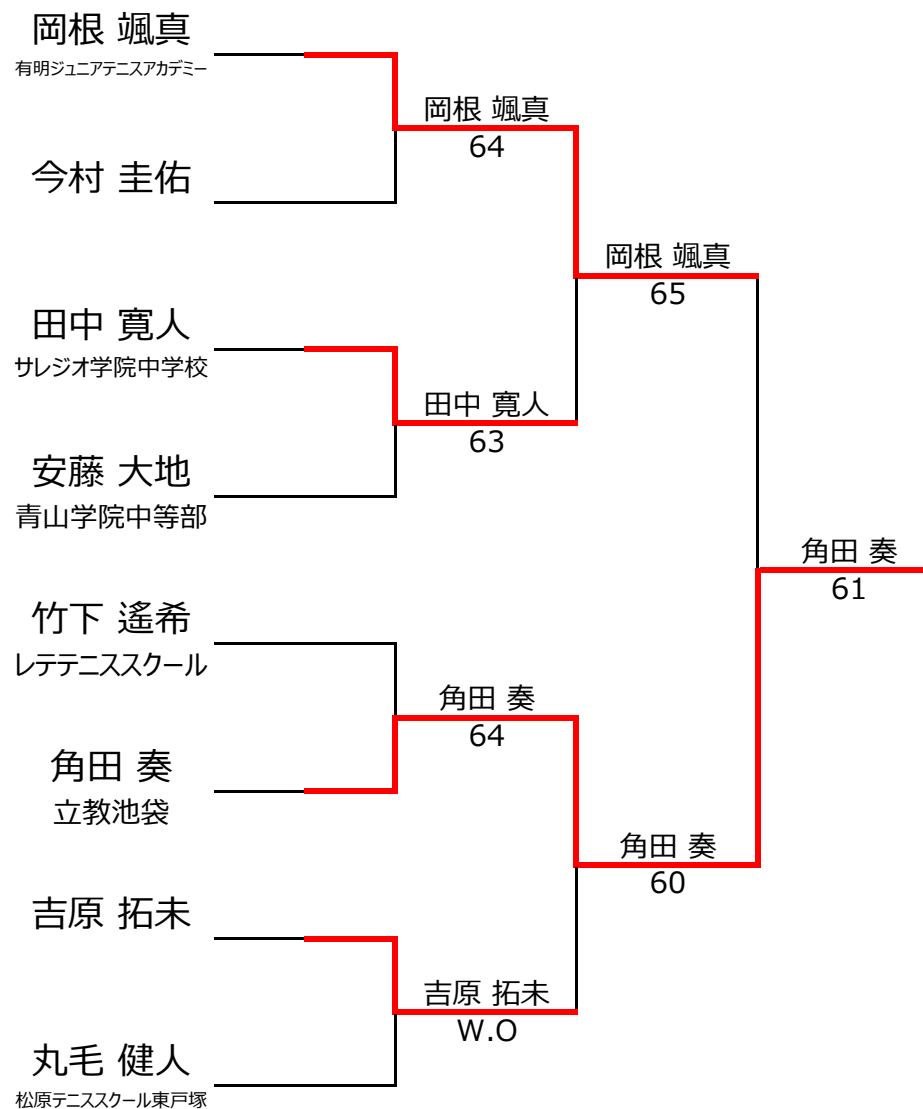 岡根 颯真
有明ジュニアテニスアカデミー
今村 圭佑
田中 寛人
サレジオ学院中学校
安藤 大地
青山学院中等部
竹下 遙希
レテテニススクール
角田 奏
立教池袋
吉原 拓未
丸毛 健人
松原テニススクール東戸塚
岡根 颯真
64
田中 寛人
63
角田 奏
64
吉原 拓未
W.O
岡根 颯真
65
角田 奏
60
角田 奏
61